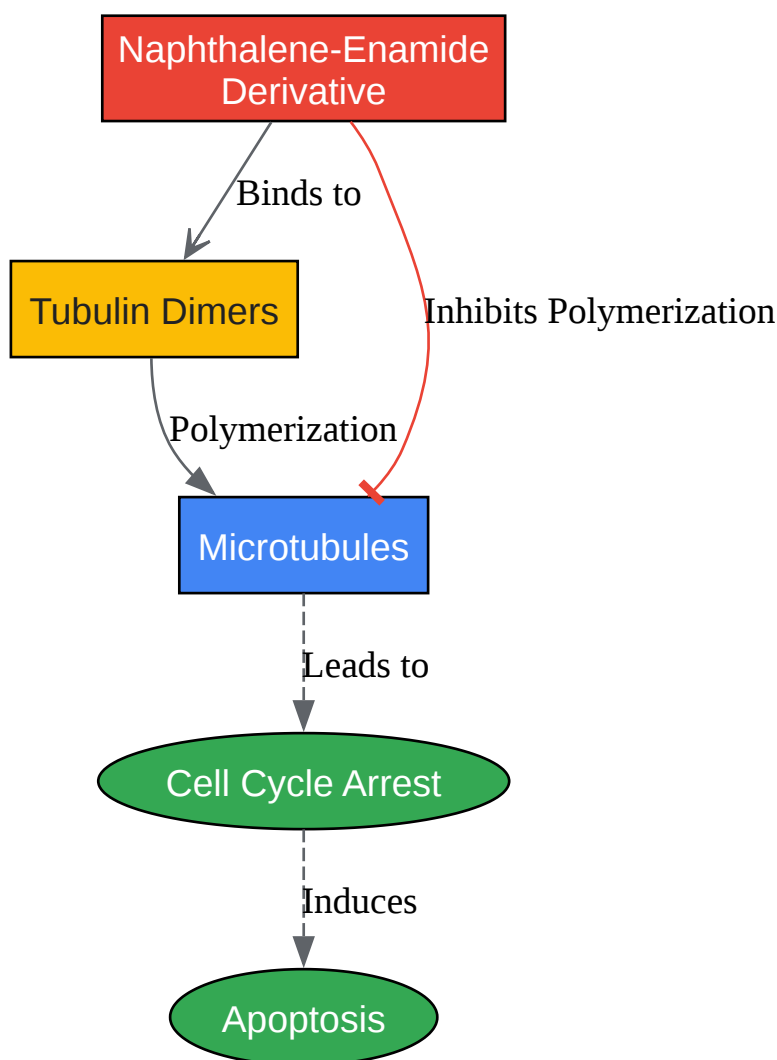 Naphthalene-Enamide
Derivative
Binds to
Tubulin Dimers
Inhibits Polymerization
Polymerization
Microtubules
Leads to
Cell Cycle Arrest
Induces
Apoptosis